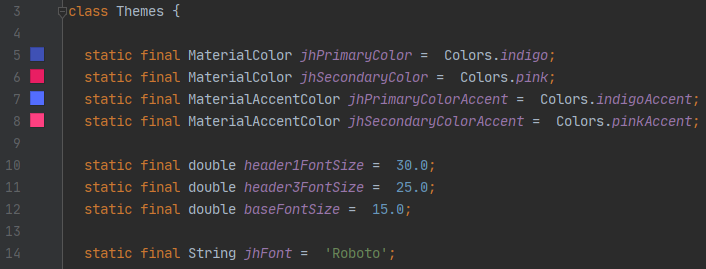 3 class Themes {
4
5 static final MaterialColor jhPrimaryColor =  Colors.indigo;
6 static final MaterialColor jhSecondaryColor =  Colors.pink;
7 static final MaterialAccentColor jhPrimaryColorAccent =  Colors.indigoAccent;
8 static final MaterialAccentColor jhSecondaryColorAccent =  Colors.pinkAccent;
9
10 static final double header1FontSize =  30.0;
11 static final double header3FontSize =  25.0;
12 static final double baseFontSize =  15.0;
13
14 static final String jhFont =  'Roboto';